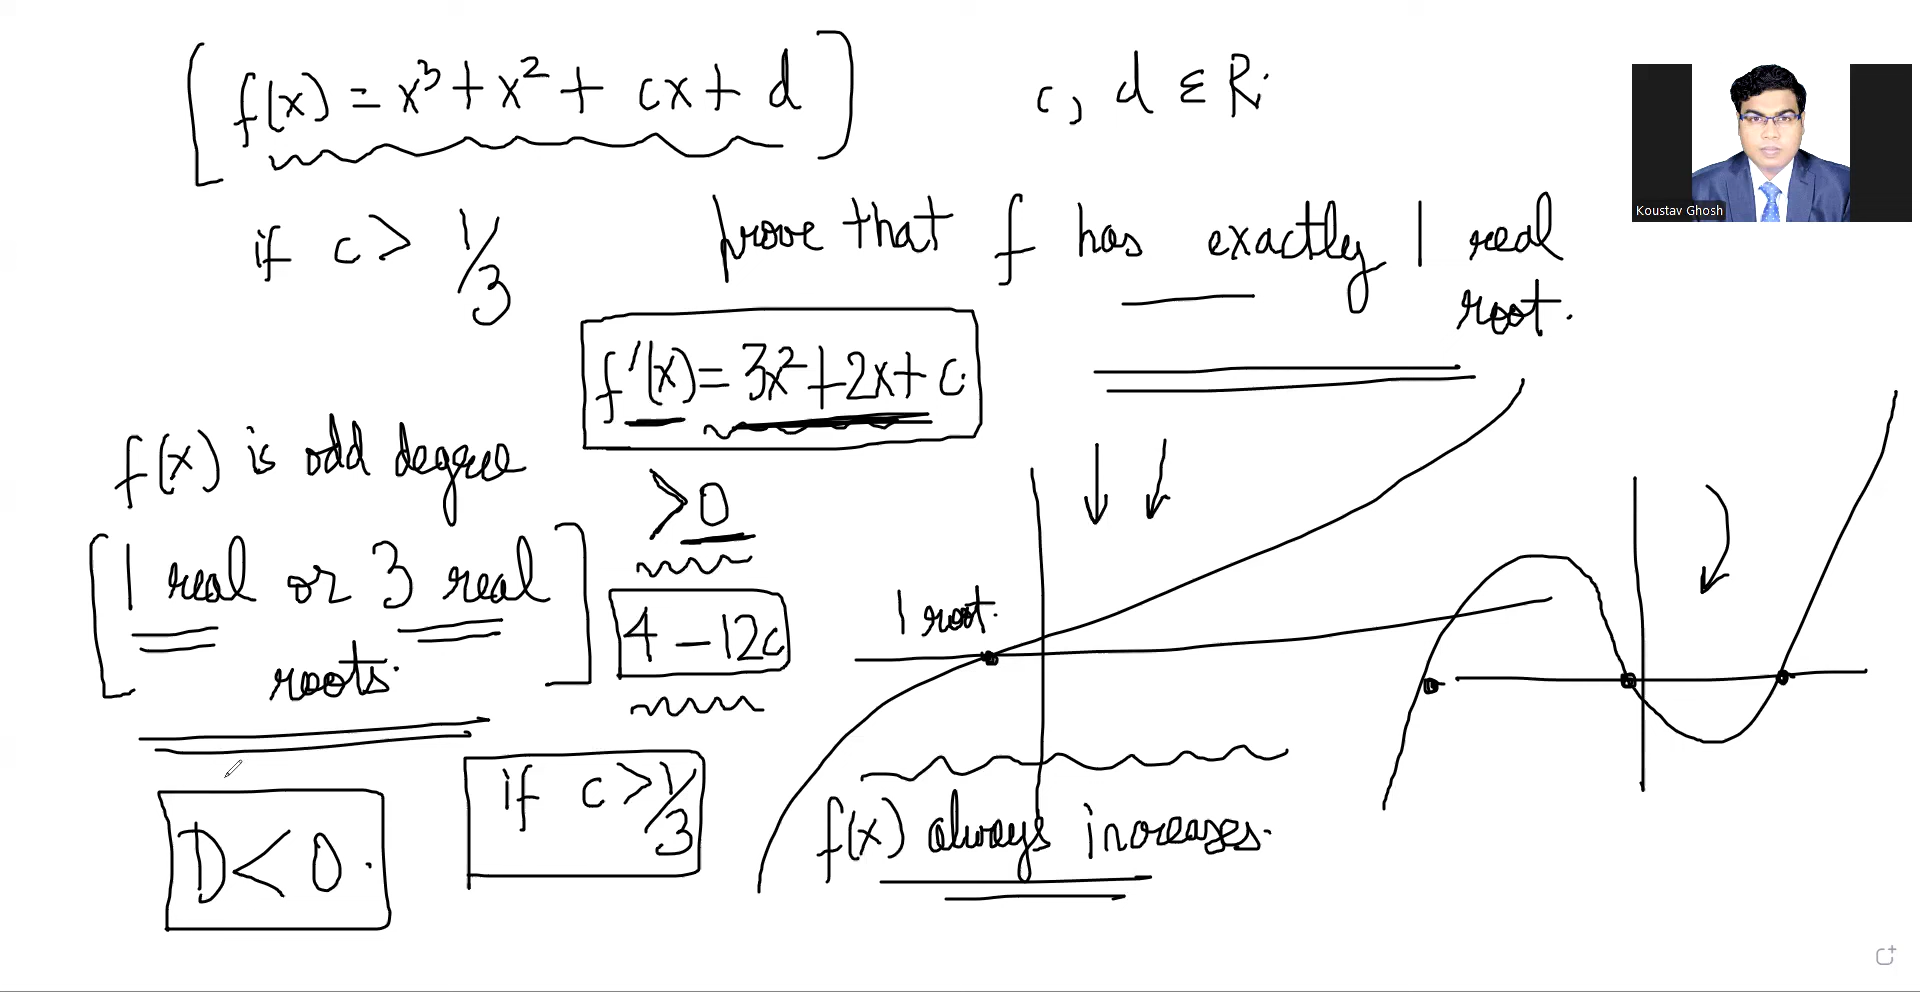 f(x) = x³ + x² + cx + d
c, d ∈ R.
if c > 1/3
prove that f has exactly 1 real
root.
f'(x) = 3x² + 2x + c.
f(x) is odd degree
1 real or 3 real
roots.
> 0
4 - 12c
D < 0.
if c > 1/3
1 root.
f(x) always increases.
Koustav Ghosh